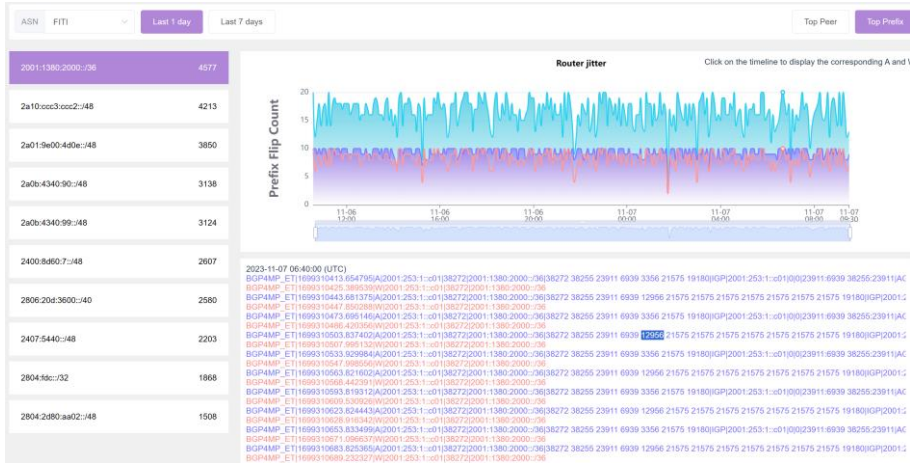 ASN FITI Last 1 day Last 7 days Top Peer Top Prefix
2001:1380:2000::/36 4577
2a10:ccc3:ccc2::/48 4213
2a01:9e00:4d0e::/48 3850
2a0b:4340:90::/48 3138
2a0b:4340:99::/48 3124
2400:8d60:7::/48 2607
2806:20d:3600::/40 2580
2407:5440::/48 2203
2804:fdc::/32 1868
2804:2d80:aa02::/48 1508
Router jitter
Click on the timeline to display the corresponding A and W
Prefix Flip Count
20
15
10
5
0
11-06 12:00
11-06 16:00
11-06 20:00
11-07 00:00
11-07 04:00
11-07 08:00
11-07 09:30
2023-11-07 06:40:00 (UTC)
BGP4MP_ET|1699310413.654795|A|2001:253:1::c01|38272|2001:1380:2000::/36|38272 38255 23911 6939 3356 21575 19180|IGP|2001:253:1::c01|0|0|23911:6939 38255:23911|AG
BGP4MP_ET|1699310425.389539|W|2001:253:1::c01|38272|2001:1380:2000::/36
BGP4MP_ET|1699310443.681375|A|2001:253:1::c01|38272|2001:1380:2000::/36|38272 38255 23911 6939 12956 21575 21575 21575 21575 21575 21575 19180|IGP|2001:2
BGP4MP_ET|1699310447.850288|W|2001:253:1::c01|38272|2001:1380:2000::/36
BGP4MP_ET|1699310473.695146|A|2001:253:1::c01|38272|2001:1380:2000::/36|38272 38255 23911 6939 3356 21575 19180|IGP|2001:253:1::c01|0|0|23911:6939 38255:23911|AG
BGP4MP_ET|1699310486.420356|W|2001:253:1::c01|38272|2001:1380:2000::/36
BGP4MP_ET|1699310503.837402|A|2001:253:1::c01|38272|2001:1380:2000::/36|38272 38255 23911 6939 12956 21575 21575 21575 21575 21575 21575 19180|IGP|2001:2
BGP4MP_ET|1699310507.995132|W|2001:253:1::c01|38272|2001:1380:2000::/36
BGP4MP_ET|1699310533.929984|A|2001:253:1::c01|38272|2001:1380:2000::/36|38272 38255 23911 6939 3356 21575 19180|IGP|2001:253:1::c01|0|0|23911:6939 38255:23911|AG
BGP4MP_ET|1699310547.998556|W|2001:253:1::c01|38272|2001:1380:2000::/36
BGP4MP_ET|1699310563.821602|A|2001:253:1::c01|38272|2001:1380:2000::/36|38272 38255 23911 6939 12956 21575 21575 21575 21575 21575 21575 19180|IGP|2001:2
BGP4MP_ET|1699310568.442391|W|2001:253:1::c01|38272|2001:1380:2000::/36
BGP4MP_ET|1699310593.819312|A|2001:253:1::c01|38272|2001:1380:2000::/36|38272 38255 23911 6939 3356 21575 19180|IGP|2001:253:1::c01|0|0|23911:6939 38255:23911|AG
BGP4MP_ET|1699310609.530926|W|2001:253:1::c01|38272|2001:1380:2000::/36
BGP4MP_ET|1699310623.824443|A|2001:253:1::c01|38272|2001:1380:2000::/36|38272 38255 23911 6939 12956 21575 21575 21575 21575 21575 21575 19180|IGP|2001:2
BGP4MP_ET|1699310628.916342|W|2001:253:1::c01|38272|2001:1380:2000::/36
BGP4MP_ET|1699310653.833499|A|2001:253:1::c01|38272|2001:1380:2000::/36|38272 38255 23911 6939 3356 21575 19180|IGP|2001:253:1::c01|0|0|23911:6939 38255:23911|AG
BGP4MP_ET|1699310671.096637|W|2001:253:1::c01|38272|2001:1380:2000::/36
BGP4MP_ET|1699310683.825365|A|2001:253:1::c01|38272|2001:1380:2000::/36|38272 38255 23911 6939 12956 21575 21575 21575 21575 21575 21575 19180|IGP|2001:2
BGP4MP_ET|1699310689.232327|W|2001:253:1::c01|38272|2001:1380:2000::/36